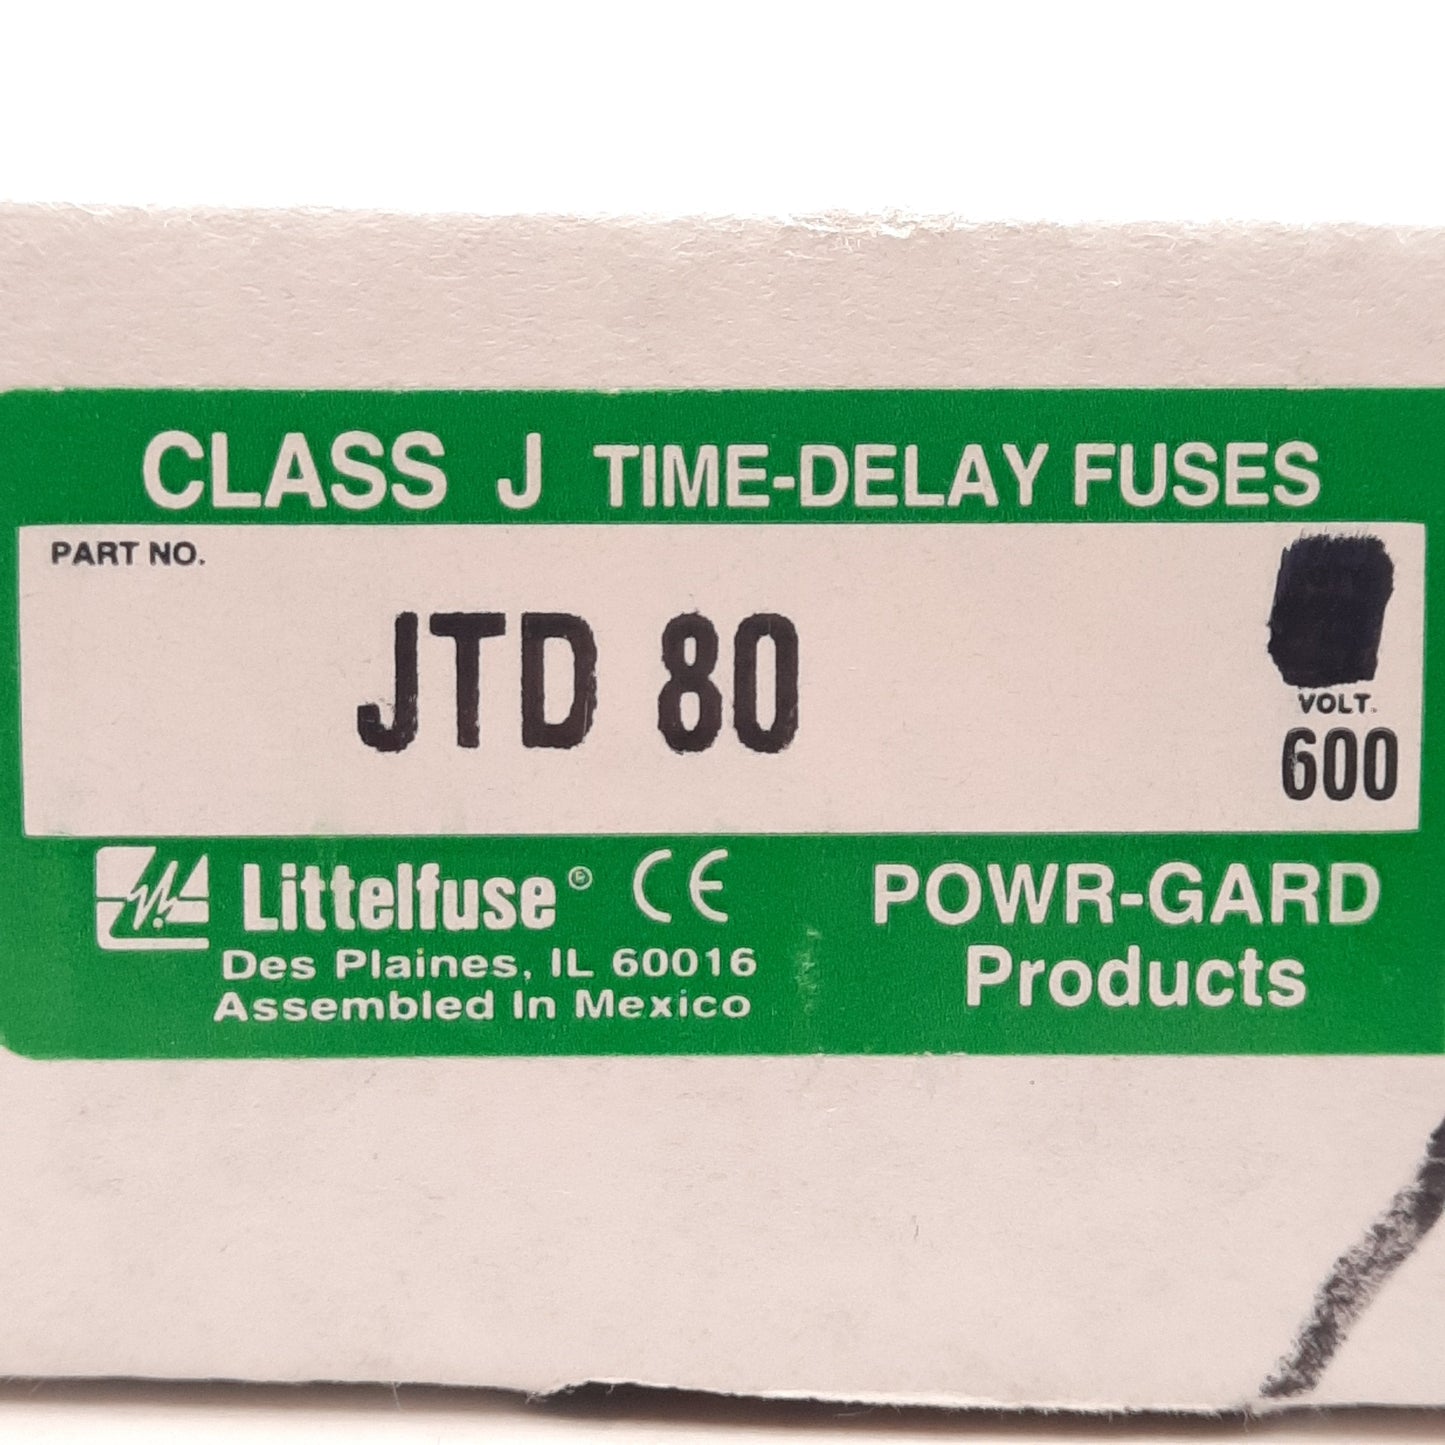 CLASS J TIME-DELAY FUSES
PART NO.
JTD 80
VOLT.
600
Littelfuse® CE
Des Plaines, IL 60016
Assembled In Mexico
POWR-GARD
Products